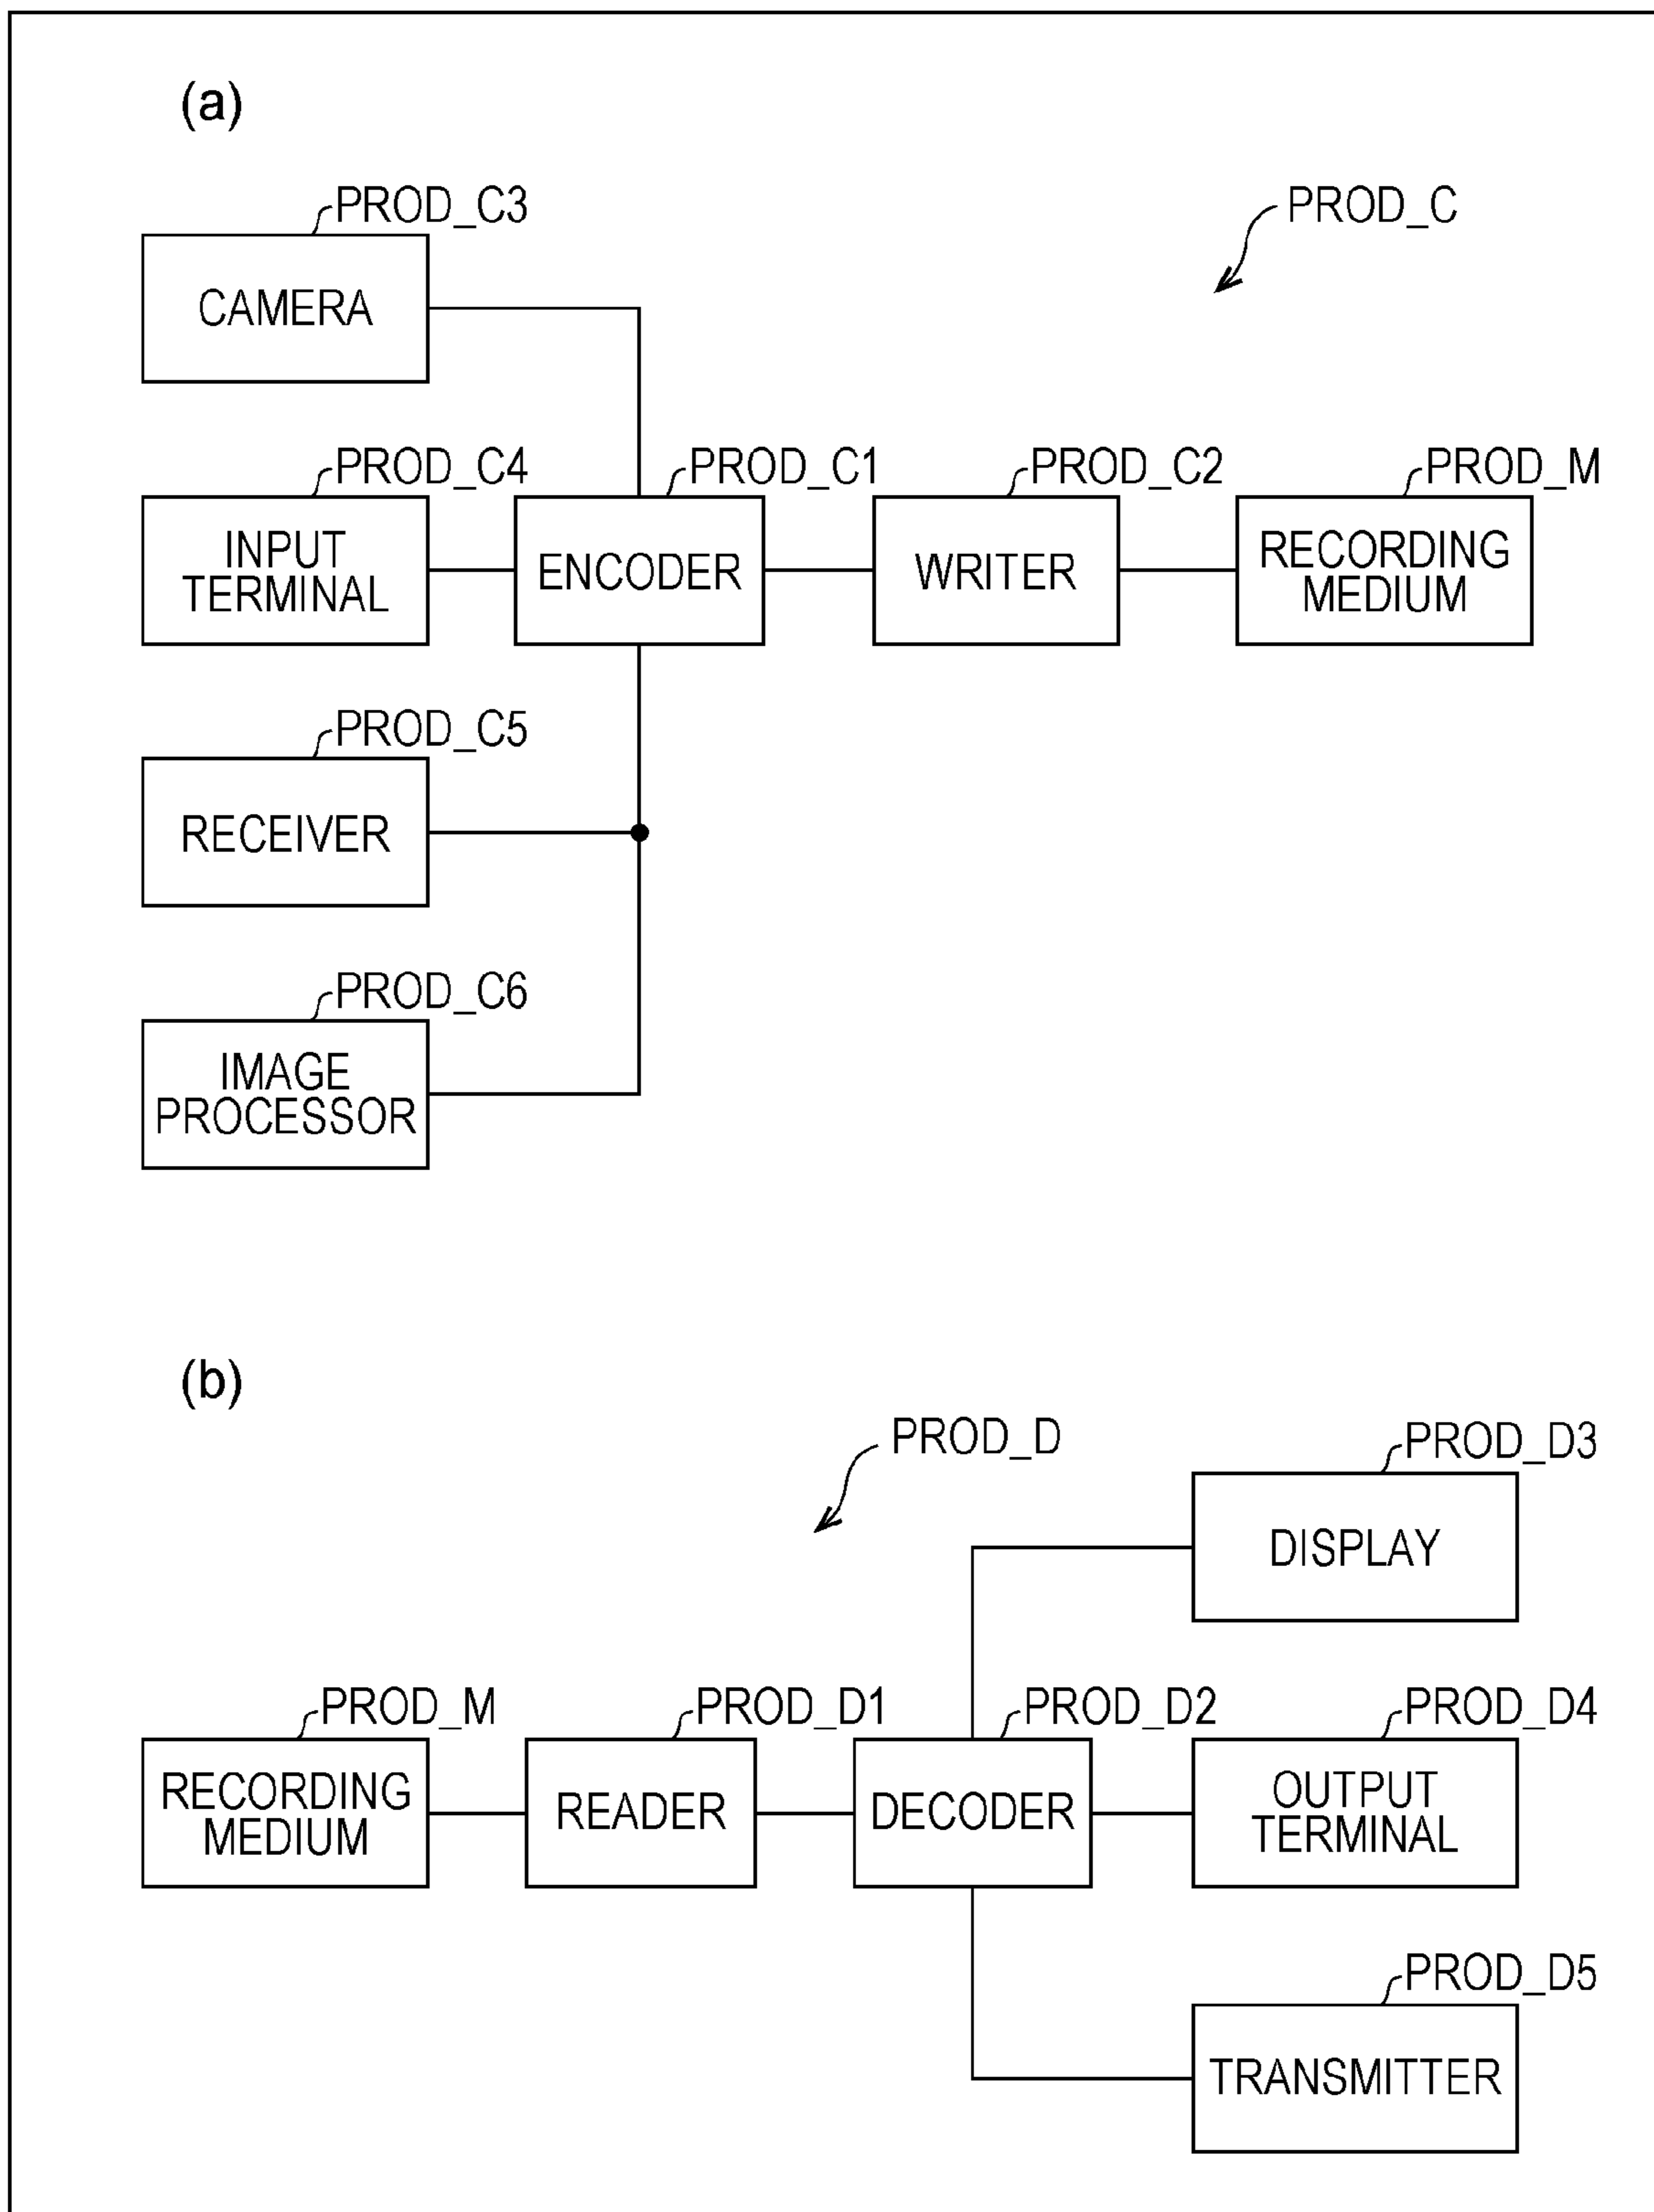 (a)
PROD_C3
PROD_C
CAMERA
PROD_C4
PROD_C1
PROD_C2
PROD_M
INPUT
TERMINAL
ENCODER
WRITER
RECORDING
MEDIUM
PROD_C5
RECEIVER
PROD_C6
IMAGE
PROCESSOR
(b)
PROD_D
PROD_D3
DISPLAY
PROD_M
PROD_D1
PROD_D2
PROD_D4
RECORDING
MEDIUM
READER
DECODER
OUTPUT
TERMINAL
PROD_D5
TRANSMITTER